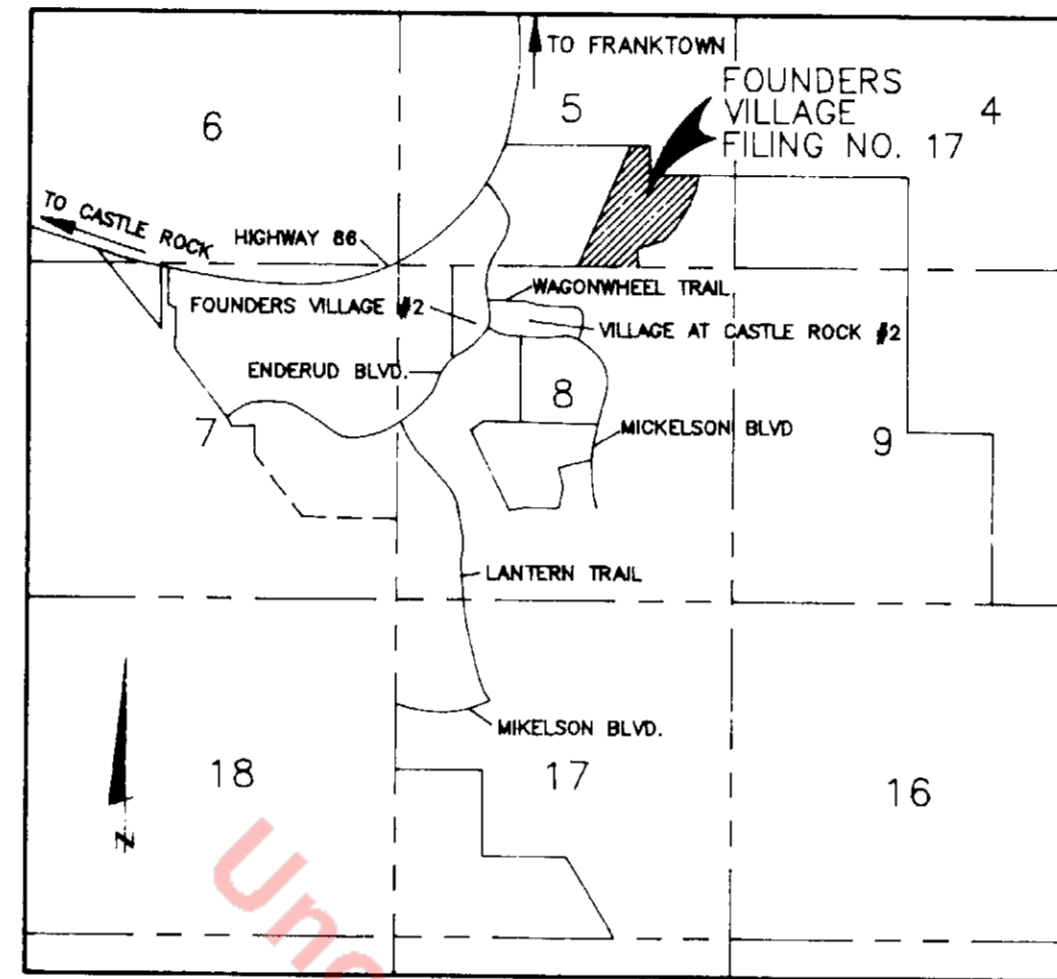 TO FRANKTOWN
FOUNDERS
VILLAGE
FILING NO. 17
6
5
4
TO CASTLE ROCK
HIGHWAY 86
WAGONWHEEL TRAIL
FOUNDERS VILLAGE #2
VILLAGE AT CASTLE ROCK #2
ENDERUD BLVD.
8
7
MICKELSON BLVD
9
LANTERN TRAIL
MIKELSON BLVD.
18
17
16
N